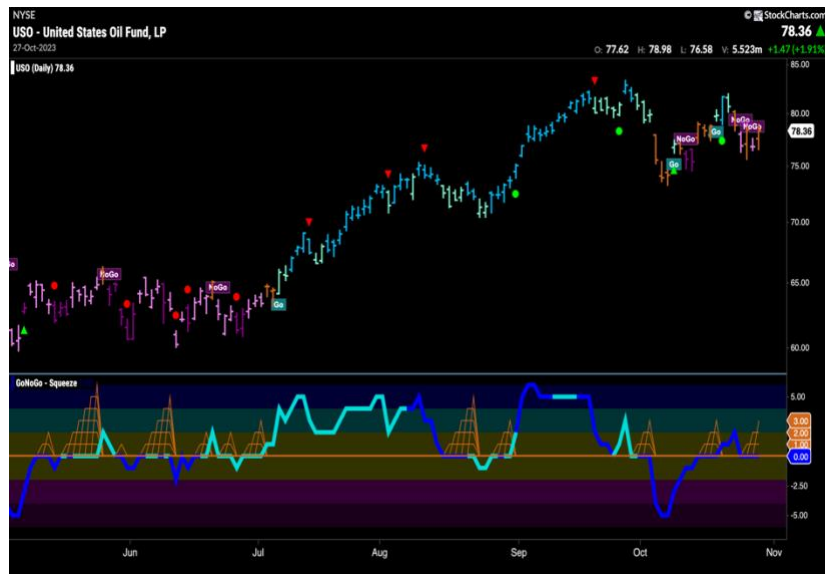 NYSE
© StockCharts.com
USO - United States Oil Fund, LP
78.36
27-Oct-2023
O: 77.62 H: 78.98 L: 76.58 V: 5.523m +1.47 (+1.91%)
USO (Daily) 78.36
85.00
80.00
78.36
75.00
70.00
65.00
60.00
Go
NoGo
NoGo
Go
Go
NoGo
Go
NoGo
NoGo
GoNoGo - Squeeze
5.00
3.00
2.00
1.00
0.00
-2.50
-5.00
Jun
Jul
Aug
Sep
Oct
Nov